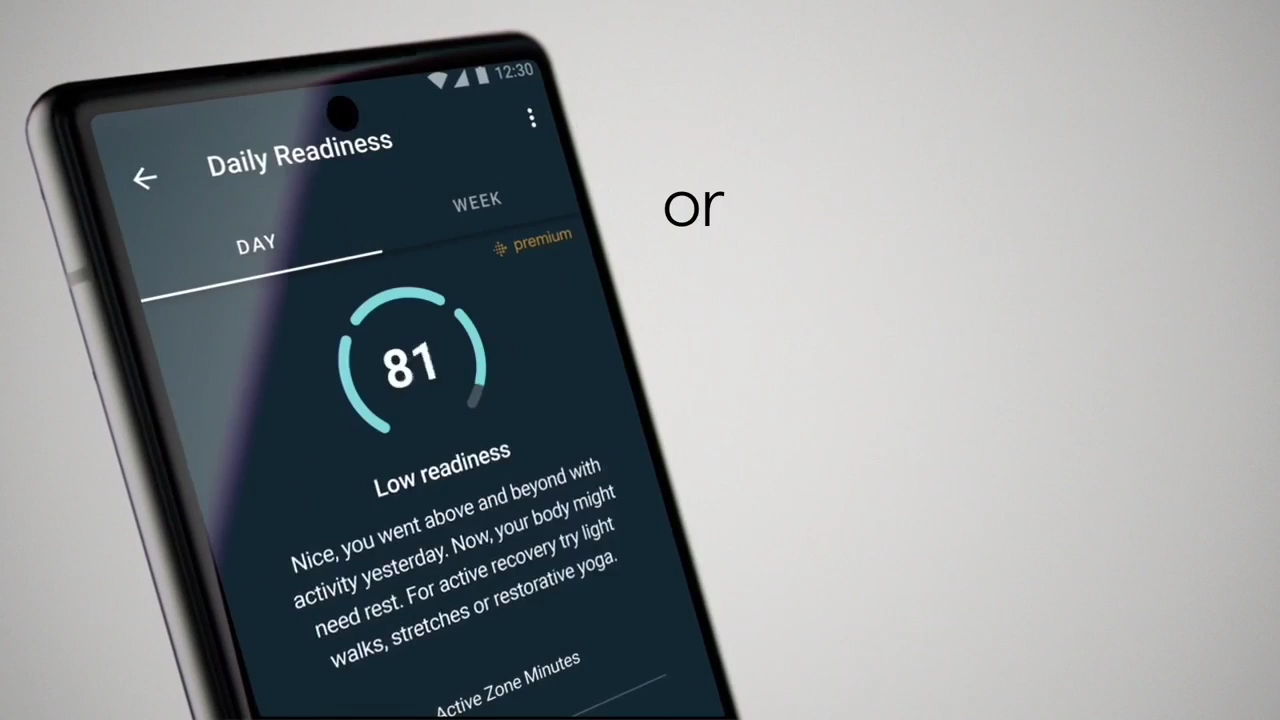 12:30
Daily Readiness
DAY
WEEK
premium
or
81
Low readiness
Nice, you went above and beyond with
activity yesterday. Now, your body might
need rest. For active recovery try light
walks, stretches or restorative yoga.
Active Zone Minutes